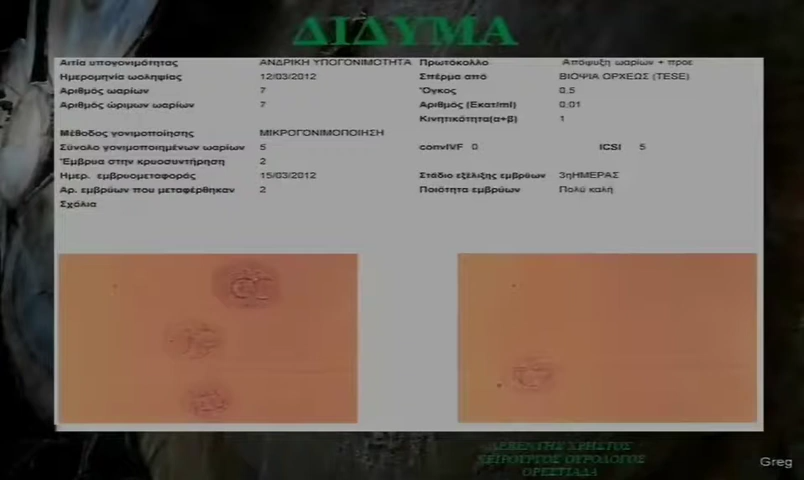 ΔΙΔΥΜΑ
Αιτία υπογονιμότητας ΑΝΔΡΙΚΗ ΥΠΟΓΟΝΙΜΟΤΗΤΑ Πρωτόκολλο Απόψυξη ωαρίων + προε
Ημερομηνία ωοληψίας 12/03/2012 Σπέρμα από ΒΙΟΨΙΑ ΟΡΧΕΩΣ (TESE)
Αριθμός ωαρίων 7 Όγκος 0,5
Αριθμός ώριμων ωαρίων 7 Αριθμός (Εκατ/ml) 0,01
Κινητικότητα(α+β) 1
Μέθοδος γονιμοποίησης ΜΙΚΡΟΓΟΝΙΜΟΠΟΙΗΣΗ
Σύνολο γονιμοποιημένων ωαρίων 5 convIVF 0 ICSI 5
Έμβρυα στην κρυοσυντήρηση 2
Ημερ. εμβρυομεταφοράς 15/03/2012 Στάδιο εξέλιξης εμβρύων 3ηΗΜΕΡΑΣ
Αρ. εμβρύων που μεταφέρθηκαν 2 Ποιότητα εμβρύων Πολύ καλή
Σχόλια
ΛΕΒΕΝΤΗΣ ΧΡΗΣΤΟΣ
ΧΕΙΡΟΥΡΓΟΣ ΟΥΡΟΛΟΓΟΣ
ΟΡΕΣΤΙΑΔΑ
Greg